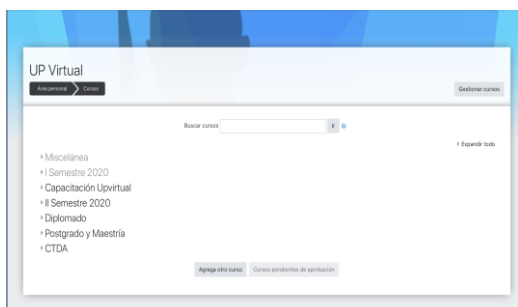 UP Virtual
Área personal Cursos
Gestionar cursos
Buscar cursos Ir
Expandir todo
Miscelánea
I Semestre 2020
Capacitación Upvirtual
II Semestre 2020
Diplomado
Postgrado y Maestría
CTDA
Agrega otro curso Cursos pendientes de aprobación